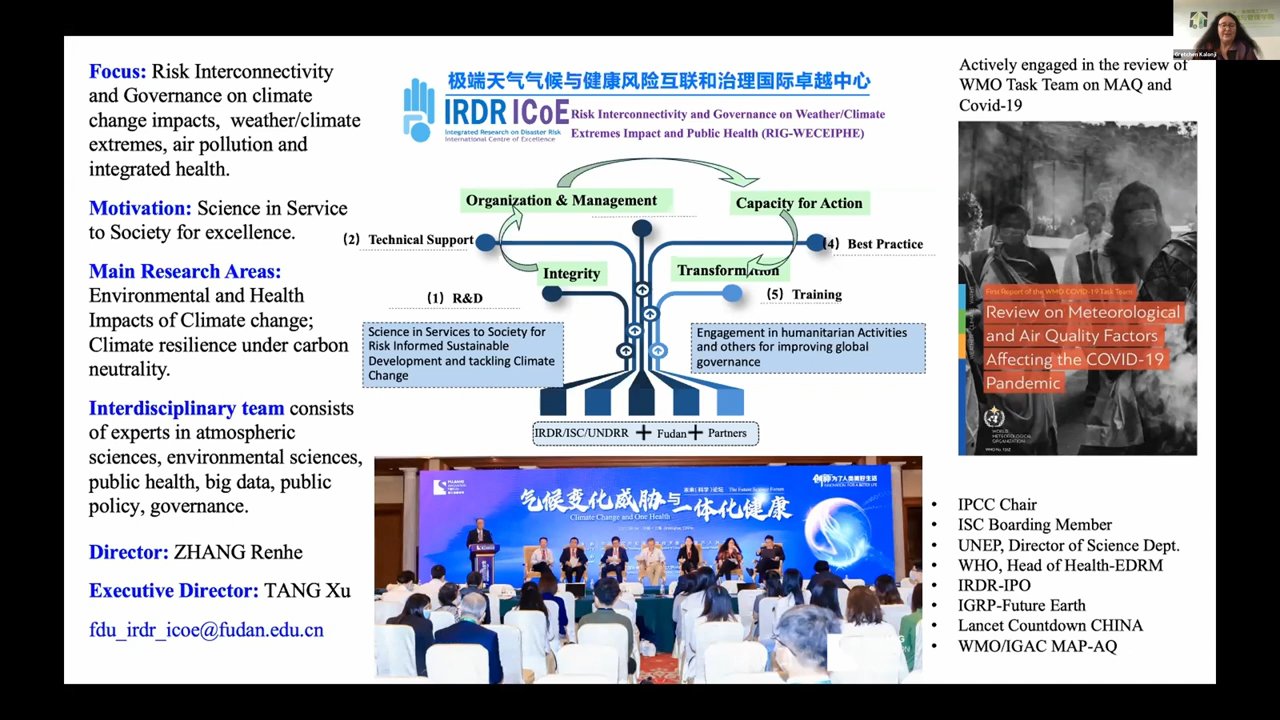 Focus: Risk Interconnectivity
and Governance on climate
change impacts, weather/climate
extremes, air pollution and
integrated health.
Motivation: Science in Service
to Society for excellence.
Main Research Areas:
Environmental and Health
Impacts of Climate change;
Climate resilience under carbon
neutrality.
Interdisciplinary team consists
of experts in atmospheric
sciences, environmental sciences,
public health, big data, public
policy, governance.
Director: ZHANG Renhe
Executive Director: TANG Xu
fdu_irdr_icoe@fudan.edu.cn
极端天气气候与健康风险互联和治理国际卓越中心
IRDR ICoE
Integrated Research on Disaster Risk
International Centre of Excellence
Risk Interconnectivity and Governance on Weather/Climate
Extremes Impact and Public Health (RIG-WECEIPHE)
Organization & Management
Capacity for Action
(2) Technical Support
(4) Best Practice
Integrity
Transformation
(1) R&D
(5) Training
Science in Services to Society for
Risk Informed Sustainable
Development and tackling Climate
Change
Engagement in humanitarian Activities
and others for improving global
governance
IRDR/ISC/UNDRR + Fudan + Partners
气候变化威胁与一体化健康
Climate Change and One Health
The Future Science Forum
Gretchen Kalonji
Actively engaged in the review of
WMO Task Team on MAQ and
Covid-19
First Report of the WMO COVID-19 Task Team
Review on Meteorological
and Air Quality Factors
Affecting the COVID-19
Pandemic
WORLD
METEOROLOGICAL
ORGANIZATION
• IPCC Chair
• ISC Boarding Member
• UNEP, Director of Science Dept.
• WHO, Head of Health-EDRM
• IRDR-IPO
• IGRP-Future Earth
• Lancet Countdown CHINA
• WMO/IGAC MAP-AQ